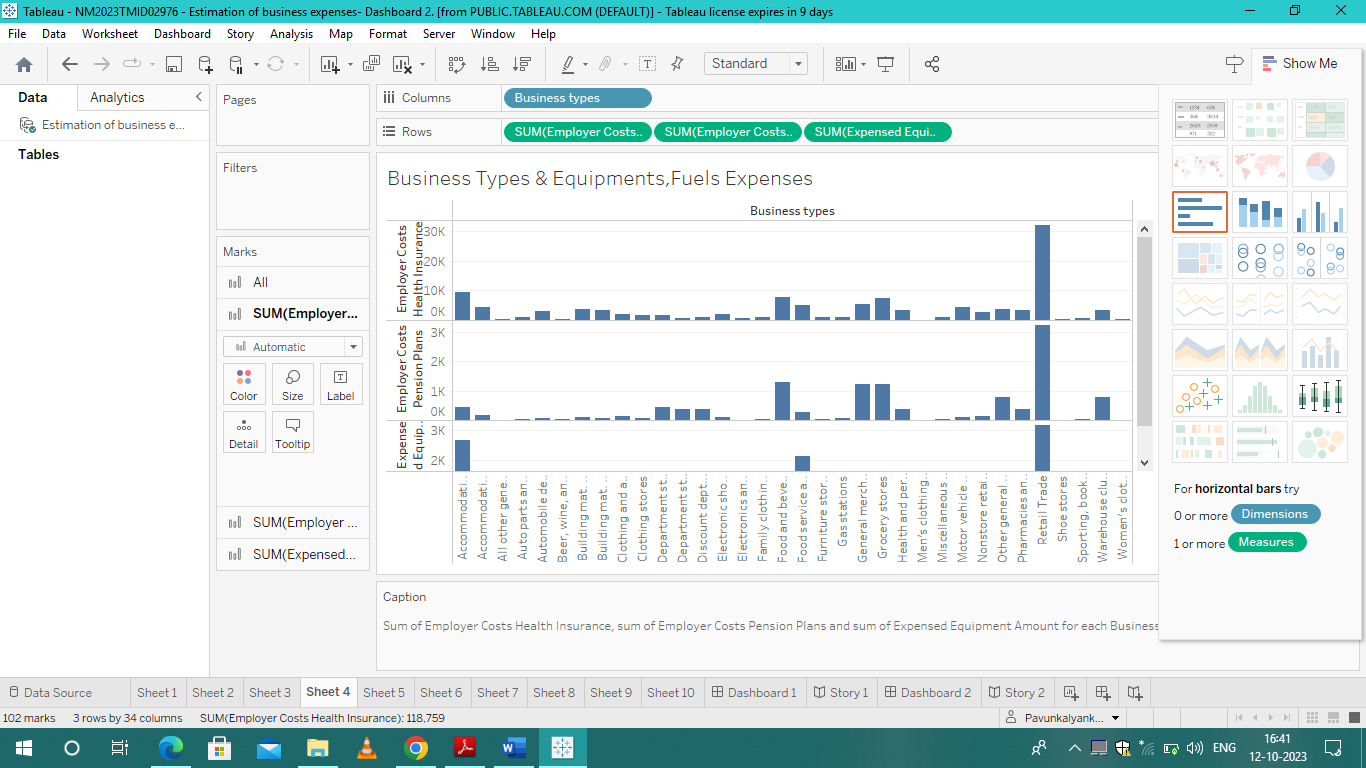 Tableau - NM2023TMID02976 - Estimation of business expenses- Dashboard 2. [from PUBLIC.TABLEAU.COM (DEFAULT)] - Tableau license expires in 9 days
File Data Worksheet Dashboard Story Analysis Map Format Server Window Help
Standard
Show Me
Data Analytics
Estimation of business e...
Tables
Pages
Filters
Marks
All
SUM(Employer...
Automatic
Color Size Label
Detail Tooltip
SUM(Employer ...
SUM(Expensed...
Columns Business types
Rows SUM(Employer Costs.. SUM(Employer Costs.. SUM(Expensed Equi..
Business Types & Equipments,Fuels Expenses
Business types
Employer Costs
Health Insurance
30K
20K
10K
0K
Employer Costs
Pension Plans
3K
2K
1K
0K
Expense
d Equip..
3K
2K
Accommodati..
Accommodati..
All other gene..
Auto parts an..
Automobile de..
Beer, wine, an..
Building mat..
Building mat..
Clothing and a..
Clothing stores
Department st..
Department st..
Discount dept..
Electronic sho..
Electronics an..
Family clothin..
Food and beve..
Food service a..
Furniture stor..
Gas stations
General merch..
Grocery stores
Health and per..
Men's clothing..
Miscellaneous ..
Motor vehicle ..
Nonstore retai..
Other general ..
Pharmacies an..
Retail Trade
Shoe stores
Sporting, book..
Warehouse clu..
Women's clot..
Caption
Sum of Employer Costs Health Insurance, sum of Employer Costs Pension Plans and sum of Expensed Equipment Amount for each Business
For horizontal bars try
0 or more Dimensions
1 or more Measures
Data Source Sheet 1 Sheet 2 Sheet 3 Sheet 4 Sheet 5 Sheet 6 Sheet 7 Sheet 8 Sheet 9 Sheet 10 Dashboard 1 Story 1 Dashboard 2 Story 2
102 marks 3 rows by 34 columns SUM(Employer Costs Health Insurance): 118,759 Pavunkalyank...
ENG
16:41
12-10-2023